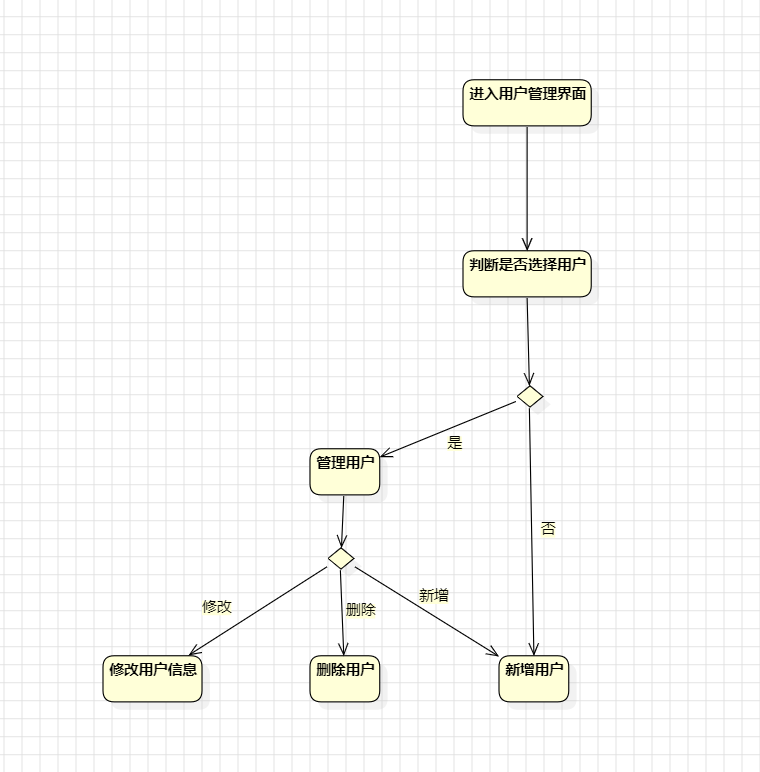 进入用户管理界面
判断是否选择用户
是
管理用户
否
修改
删除
新增
修改用户信息
删除用户
新增用户